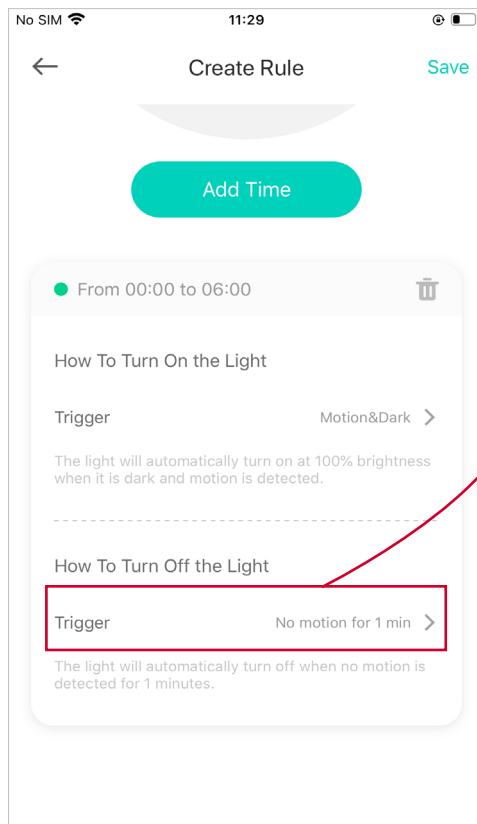 No SIM 11:29
Create Rule Save
Add Time
From 00:00 to 06:00
How To Turn On the Light
Trigger Motion&Dark
The light will automatically turn on at 100% brightness
when it is dark and motion is detected.
How To Turn Off the Light
Trigger No motion for 1 min
The light will automatically turn off when no motion is
detected for 1 minutes.